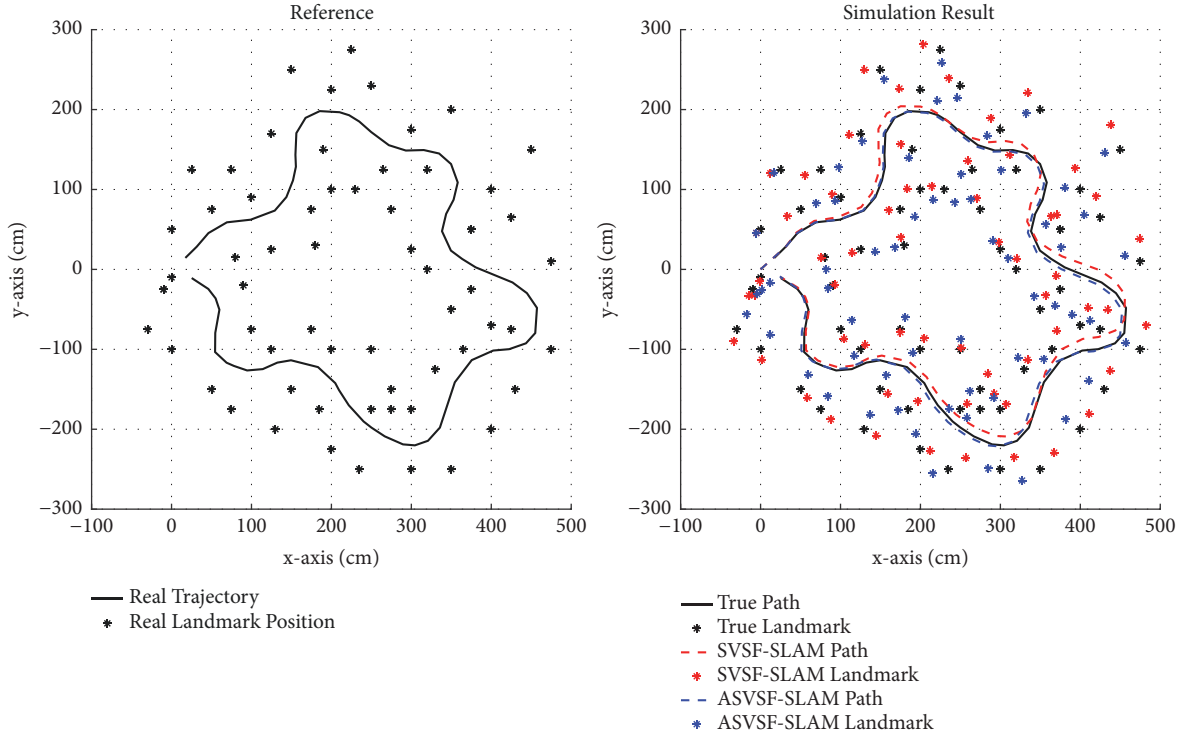 Reference
300
200
100
0
−100
−200
−300
y-axis (cm)
−100 0 100 200 300 400 500
x-axis (cm)
Real Trajectory
Real Landmark Position
Simulation Result
300
200
100
0
−100
−200
−300
y-axis (cm)
−100 0 100 200 300 400 500
x-axis (cm)
True Path
True Landmark
SVSF-SLAM Path
SVSF-SLAM Landmark
ASVSF-SLAM Path
ASVSF-SLAM Landmark